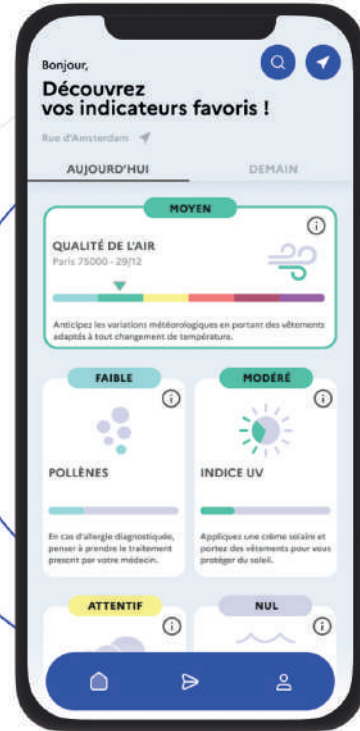 Bonjour,
Découvrez
vos indicateurs favoris !
Rue d'Amsterdam
AUJOURD'HUI
DEMAIN
MOYEN
QUALITÉ DE L'AIR
Paris 75000 - 29/12
Anticipez les variations météorologiques en portant des vêtements
adaptés à tout changement de température.
FAIBLE
POLLÈNES
En cas d'allergie diagnostiquée,
penser à prendre le traitement
prescrit par votre médecin.
MODÉRÉ
INDICE UV
Appliquez une crème solaire et
portez des vêtements pour vous
protéger du soleil.
ATTENTIF
NUL